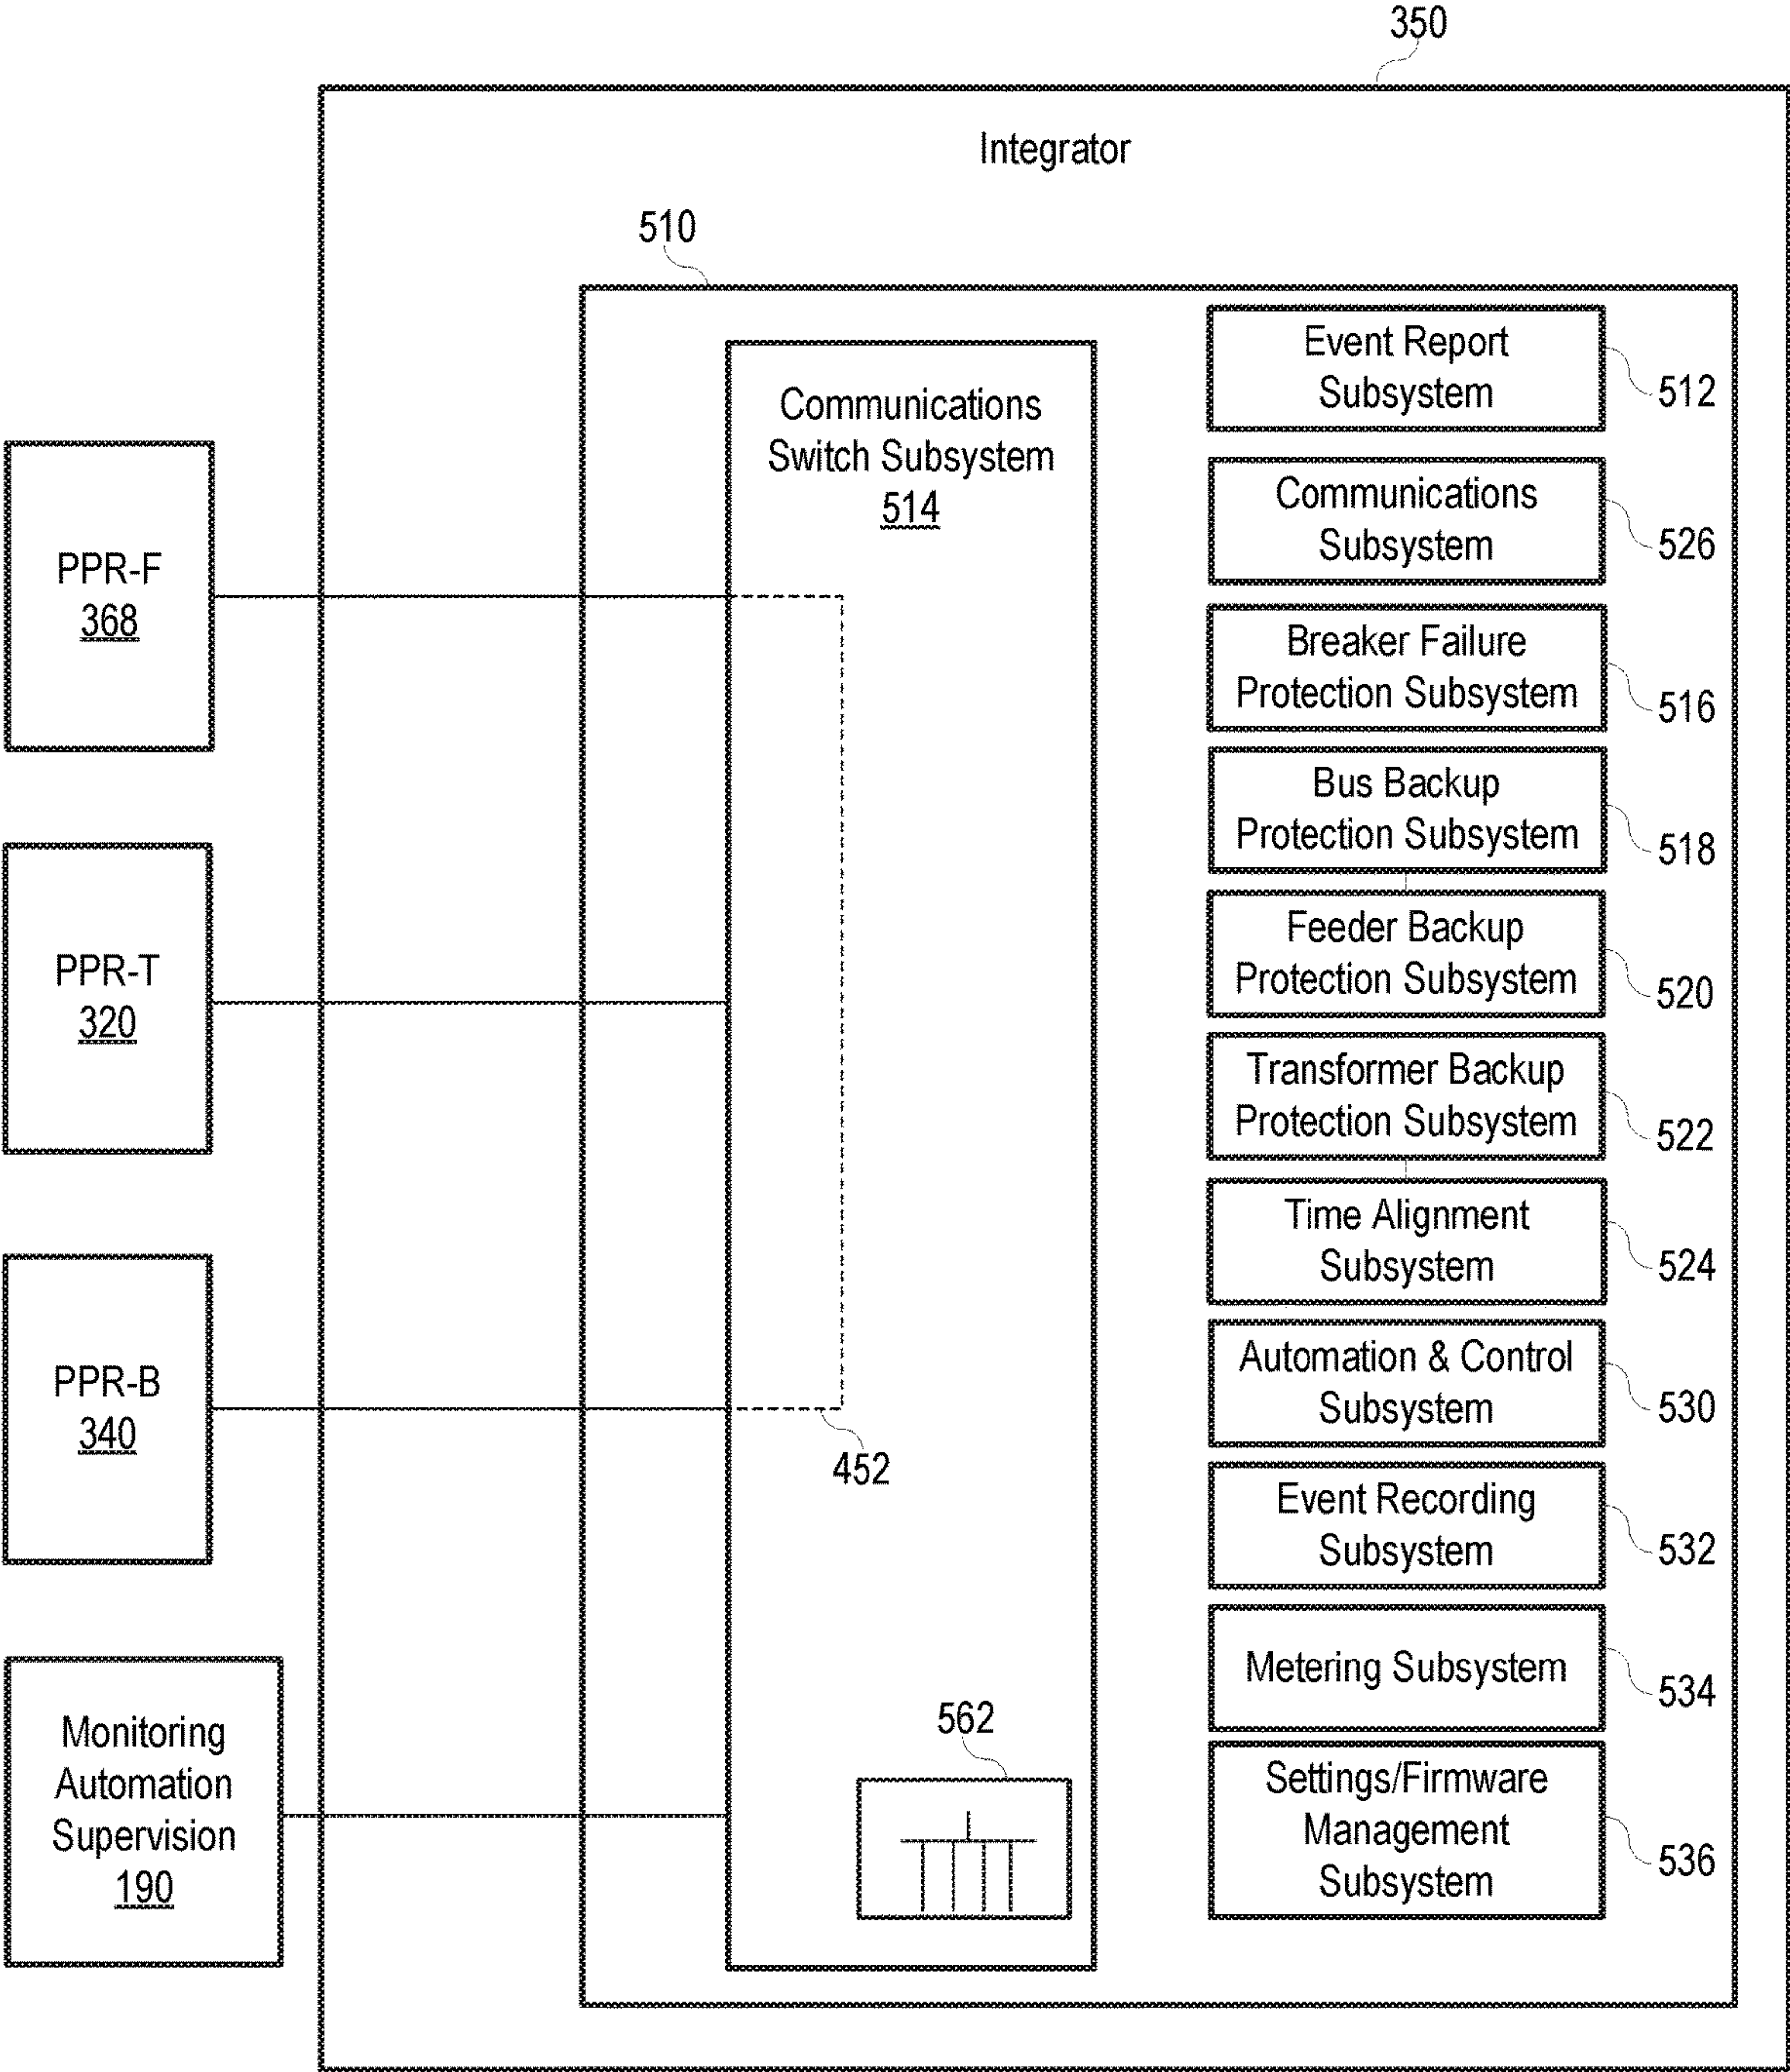 350
Integrator
510
Communications
Switch Subsystem
514
Event Report
Subsystem
512
Communications
Subsystem
526
Breaker Failure
Protection Subsystem
516
Bus Backup
Protection Subsystem
518
Feeder Backup
Protection Subsystem
520
Transformer Backup
Protection Subsystem
522
Time Alignment
Subsystem
524
Automation & Control
Subsystem
530
Event Recording
Subsystem
532
Metering Subsystem
534
Settings/Firmware
Management
Subsystem
536
PPR-F
368
PPR-T
320
PPR-B
340
452
Monitoring
Automation
Supervision
190
562